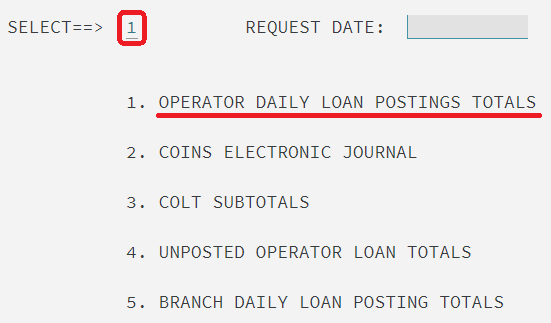 SELECT==> 1 REQUEST DATE:
1. OPERATOR DAILY LOAN POSTINGS TOTALS
2. COINS ELECTRONIC JOURNAL
3. COLT SUBTOTALS
4. UNPOSTED OPERATOR LOAN TOTALS
5. BRANCH DAILY LOAN POSTING TOTALS